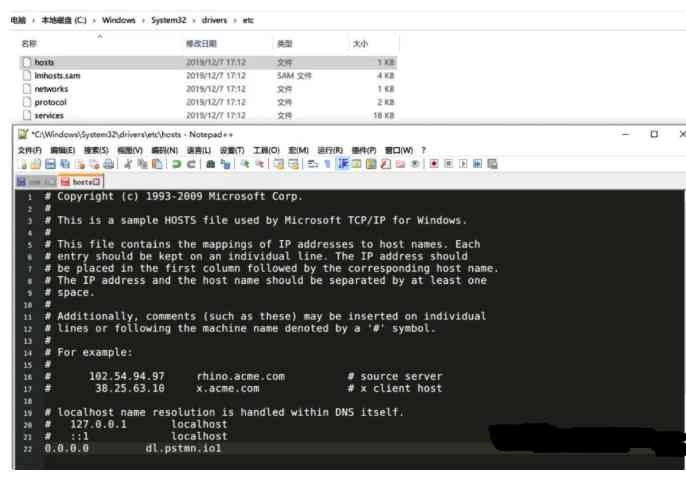 电脑 › 本地磁盘 (C:) › Windows › System32 › drivers › etc
名称 修改日期 类型 大小
hosts 2019/12/7 17:12 文件 1 KB
lmhosts.sam 2019/12/7 17:12 SAM 文件 4 KB
networks 2019/12/7 17:12 文件 1 KB
protocol 2019/12/7 17:12 文件 2 KB
services 2019/12/7 17:12 文件 18 KB
*C:\Windows\System32\drivers\etc\hosts - Notepad++
文件(F) 编辑(E) 搜索(S) 视图(V) 编码(N) 语言(L) 设置(T) 工具(O) 宏(M) 运行(R) 插件(P) 窗口(W) ?
hosts
1 # Copyright (c) 1993-2009 Microsoft Corp.
2 #
3 # This is a sample HOSTS file used by Microsoft TCP/IP for Windows.
4 #
5 # This file contains the mappings of IP addresses to host names. Each
6 # entry should be kept on an individual line. The IP address should
7 # be placed in the first column followed by the corresponding host name.
8 # The IP address and the host name should be separated by at least one
9 # space.
10 #
11 # Additionally, comments (such as these) may be inserted on individual
12 # lines or following the machine name denoted by a '#' symbol.
13 #
14 # For example:
15 #
16 # 102.54.94.97 rhino.acme.com # source server
17 # 38.25.63.10 x.acme.com # x client host
18
19 # localhost name resolution is handled within DNS itself.
20 # 127.0.0.1 localhost
21 # ::1 localhost
22 0.0.0.0 dl.pstmn.io1